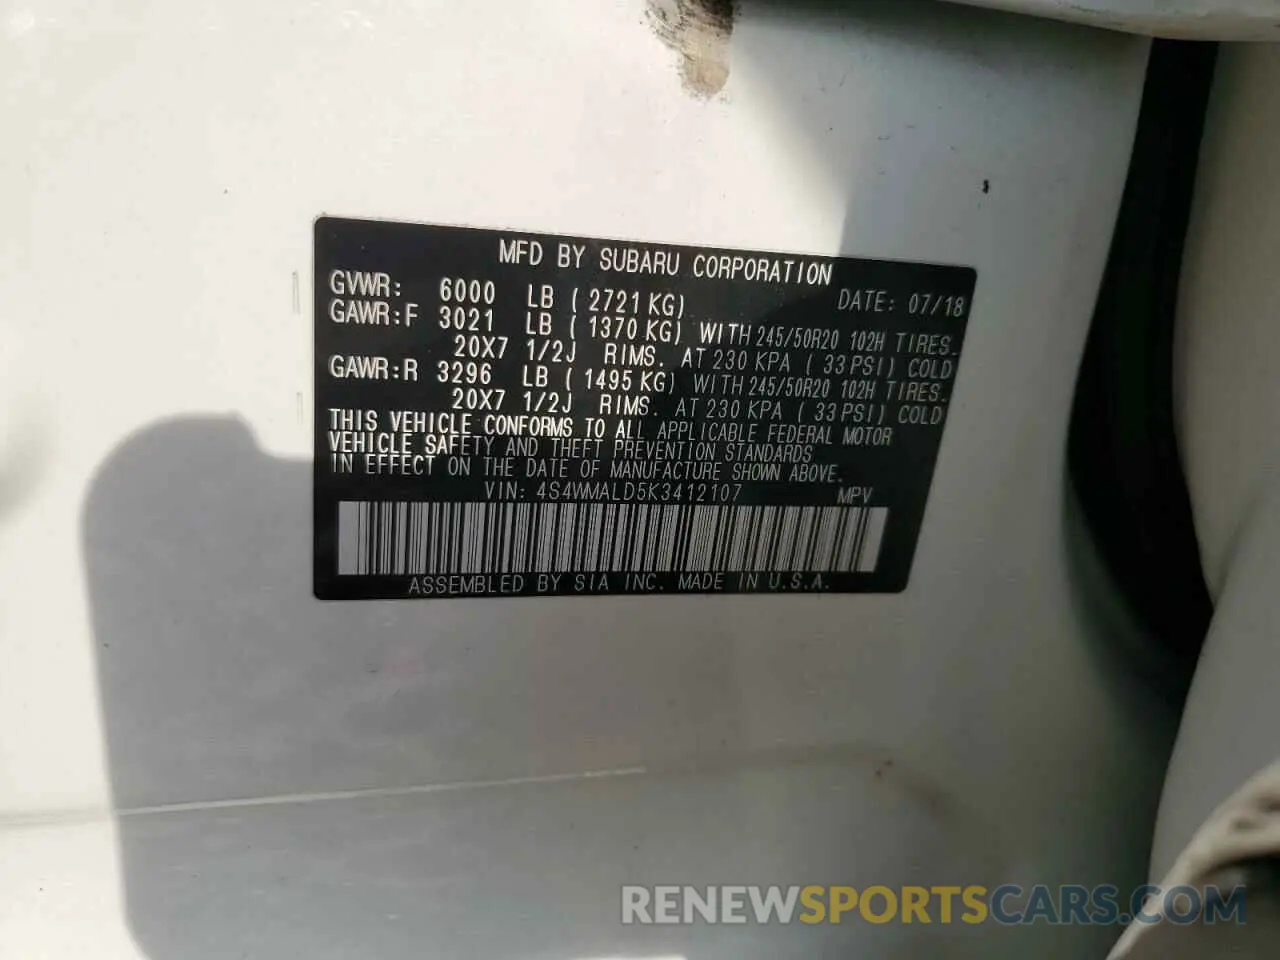 MFD BY SUBARU CORPORATION
GVWR: 6000 LB ( 2721 KG) DATE: 07/18
GAWR:F 3021 LB ( 1370 KG) WITH 245/50R20 102H TIRES.
20X7 1/2J RIMS. AT 230 KPA ( 33 PSI) COLD
GAWR:R 3296 LB ( 1495 KG) WITH 245/50R20 102H TIRES.
20X7 1/2J RIMS. AT 230 KPA ( 33 PSI) COLD
THIS VEHICLE CONFORMS TO ALL APPLICABLE FEDERAL MOTOR
VEHICLE SAFETY AND THEFT PREVENTION STANDARDS
IN EFFECT ON THE DATE OF MANUFACTURE SHOWN ABOVE.
VIN: 4S4WMALD5K3412107 MPV
ASSEMBLED BY SIA INC. MADE IN U.S.A.
RENEWSPORTSCARS.COM